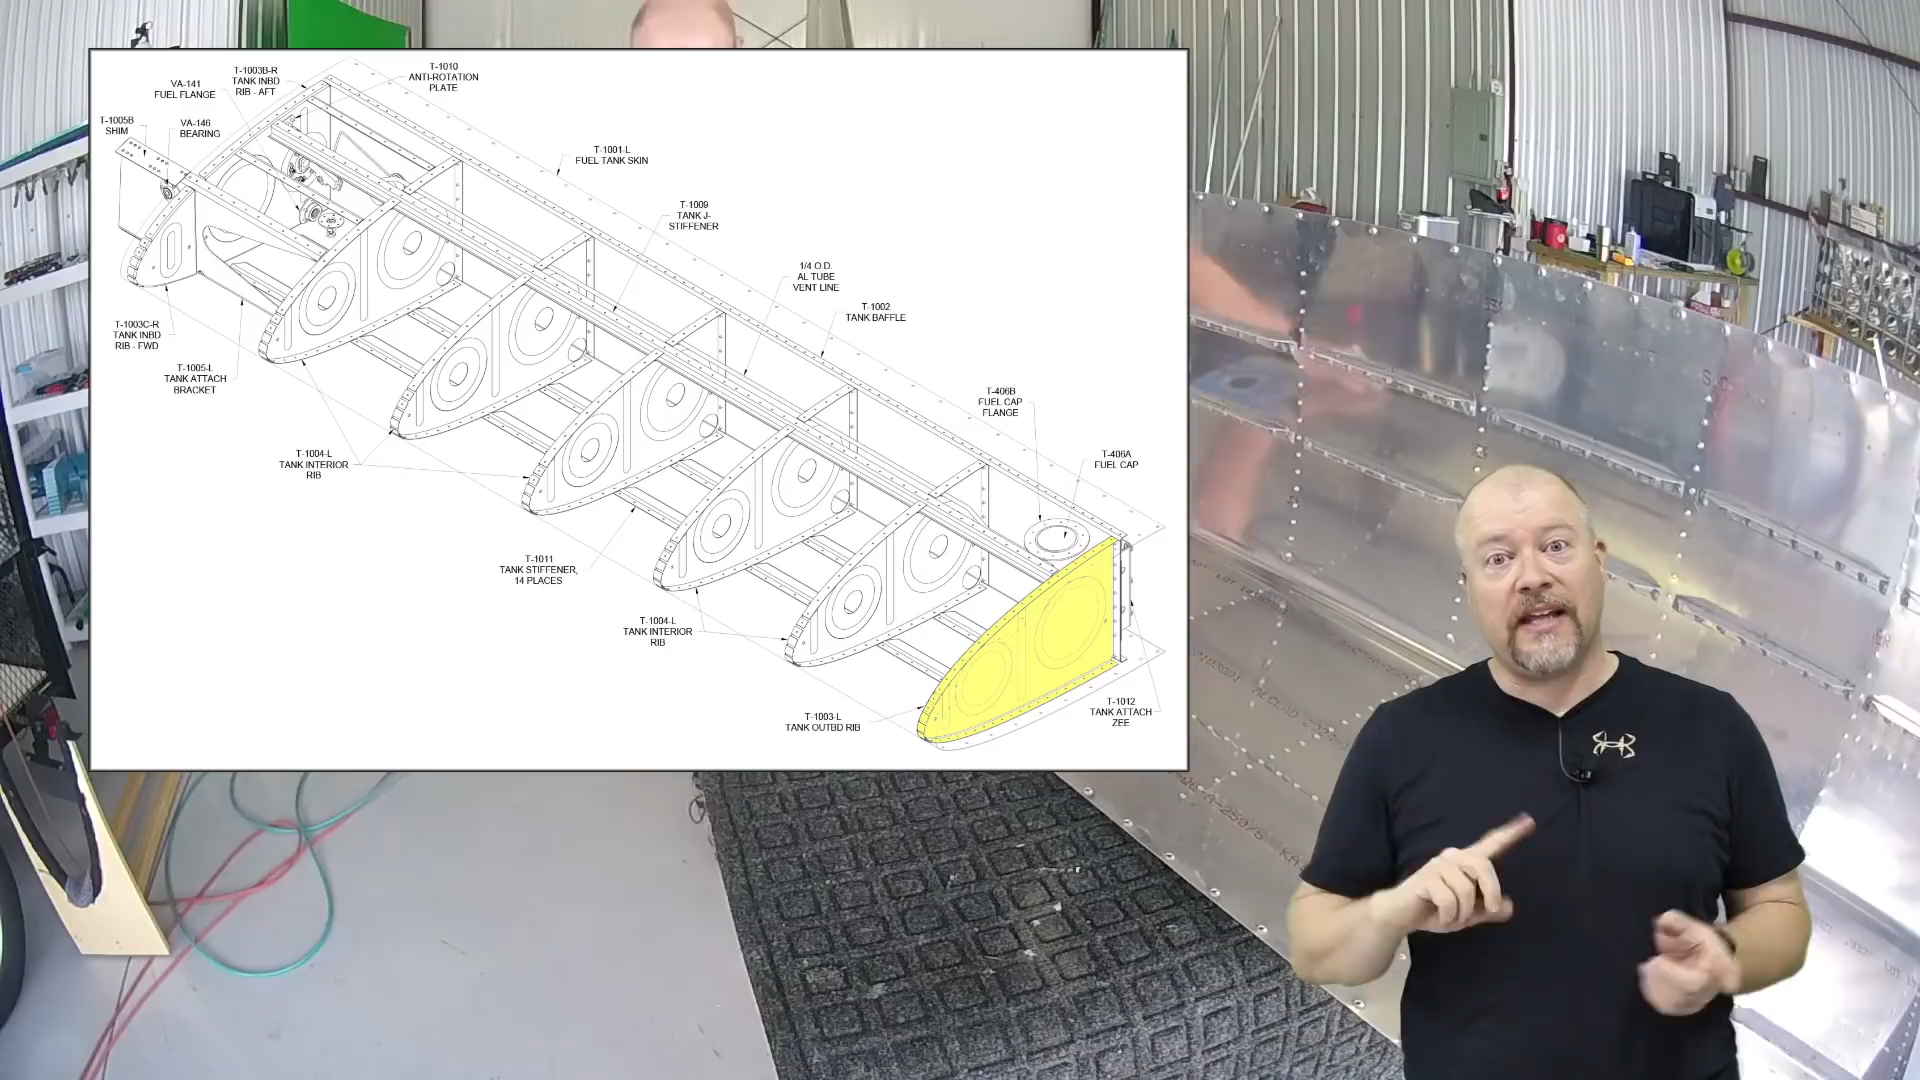 T-1010
ANTI-ROTATION
PLATE
T-1003B-R
TANK INBD
RIB - AFT
VA-141
FUEL FLANGE
T-1005B
SHIM
VA-146
BEARING
T-1001-L
FUEL TANK SKIN
T-1009
TANK J-
STIFFENER
1/4 O.D.
AL TUBE
VENT LINE
T-1002
TANK BAFFLE
T-1003C-R
TANK INBD
RIB - FWD
T-1005-L
TANK ATTACH
BRACKET
T-406B
FUEL CAP
FLANGE
T-406A
FUEL CAP
T-1004-L
TANK INTERIOR
RIB
T-1011
TANK STIFFENER,
14 PLACES
T-1004-L
TANK INTERIOR
RIB
T-1003-L
TANK OUTBD RIB
T-1012
TANK ATTACH
ZEE